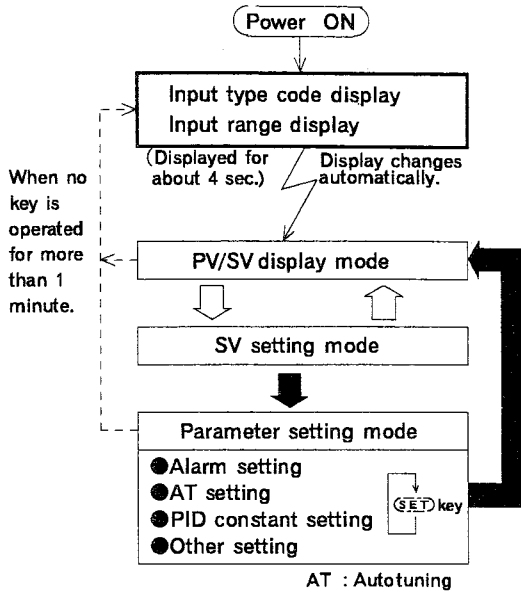 Power ON
Input type code display
Input range display
(Displayed for
about 4 sec.)
Display changes
automatically.
When no
key is
operated
for more
than 1
minute.
PV/SV display mode
SV setting mode
Parameter setting mode
●Alarm setting
●AT setting
●PID constant setting
●Other setting
SET key
AT : Autotuning